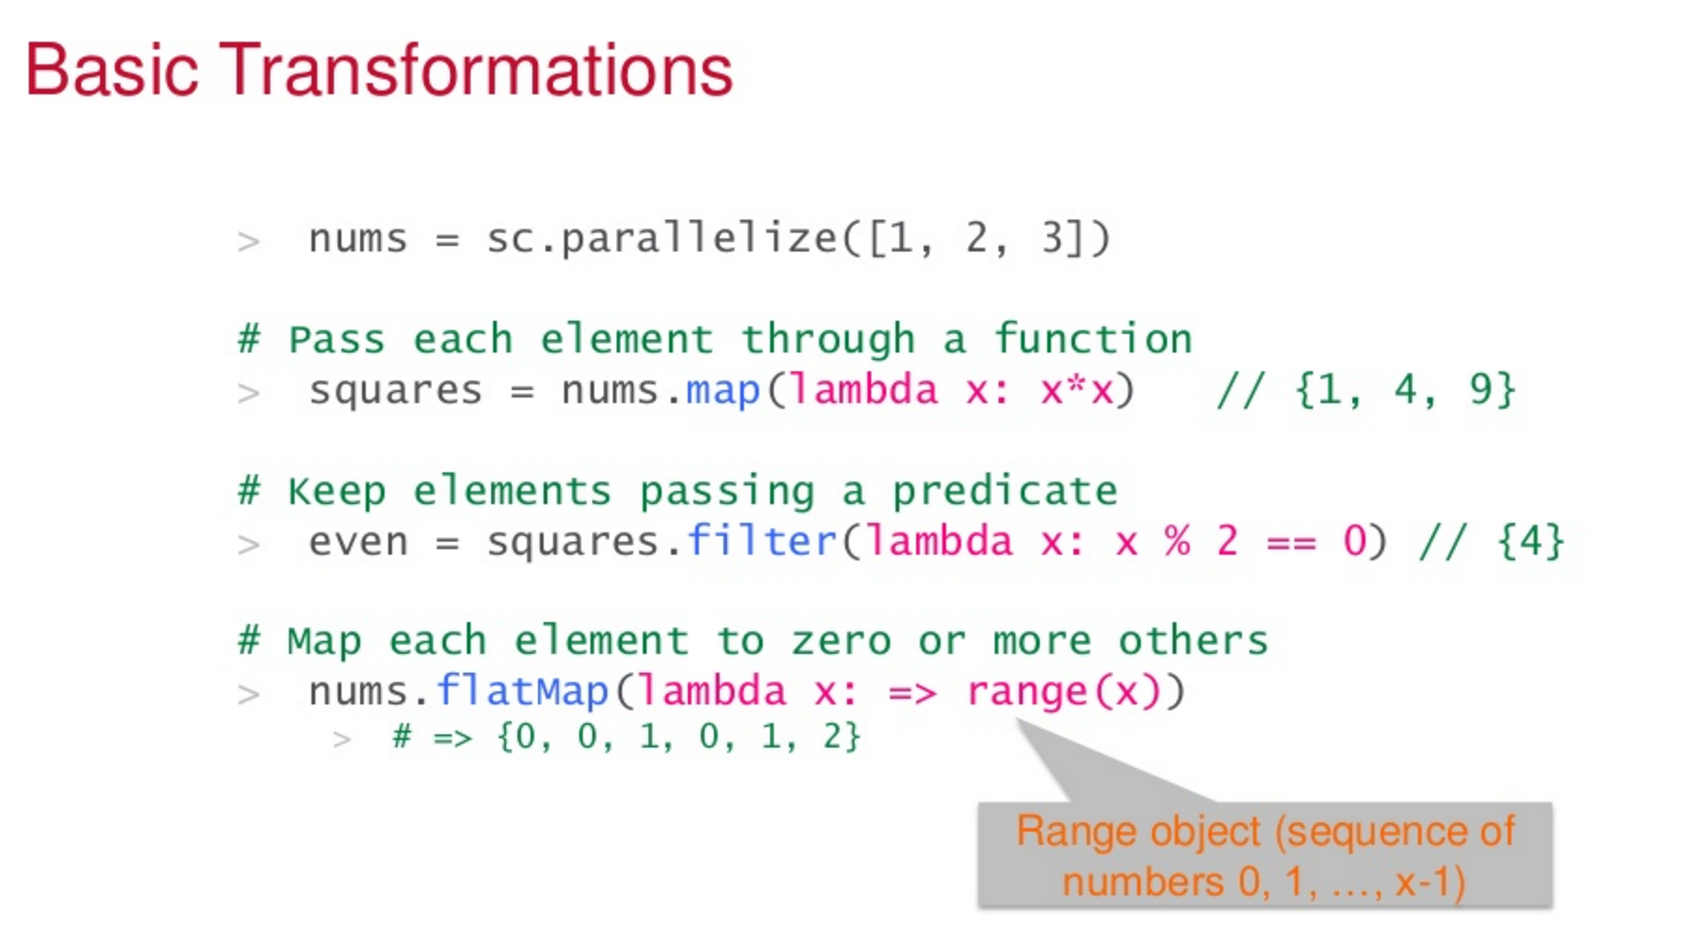 Basic Transformations
> nums = sc.parallelize([1, 2, 3])
# Pass each element through a function
> squares = nums.map(lambda x: x*x) // {1, 4, 9}
# Keep elements passing a predicate
> even = squares.filter(lambda x: x % 2 == 0) // {4}
# Map each element to zero or more others
> nums.flatMap(lambda x: => range(x))
> # => {0, 0, 1, 0, 1, 2}
Range object (sequence of
numbers 0, 1, …, x-1)